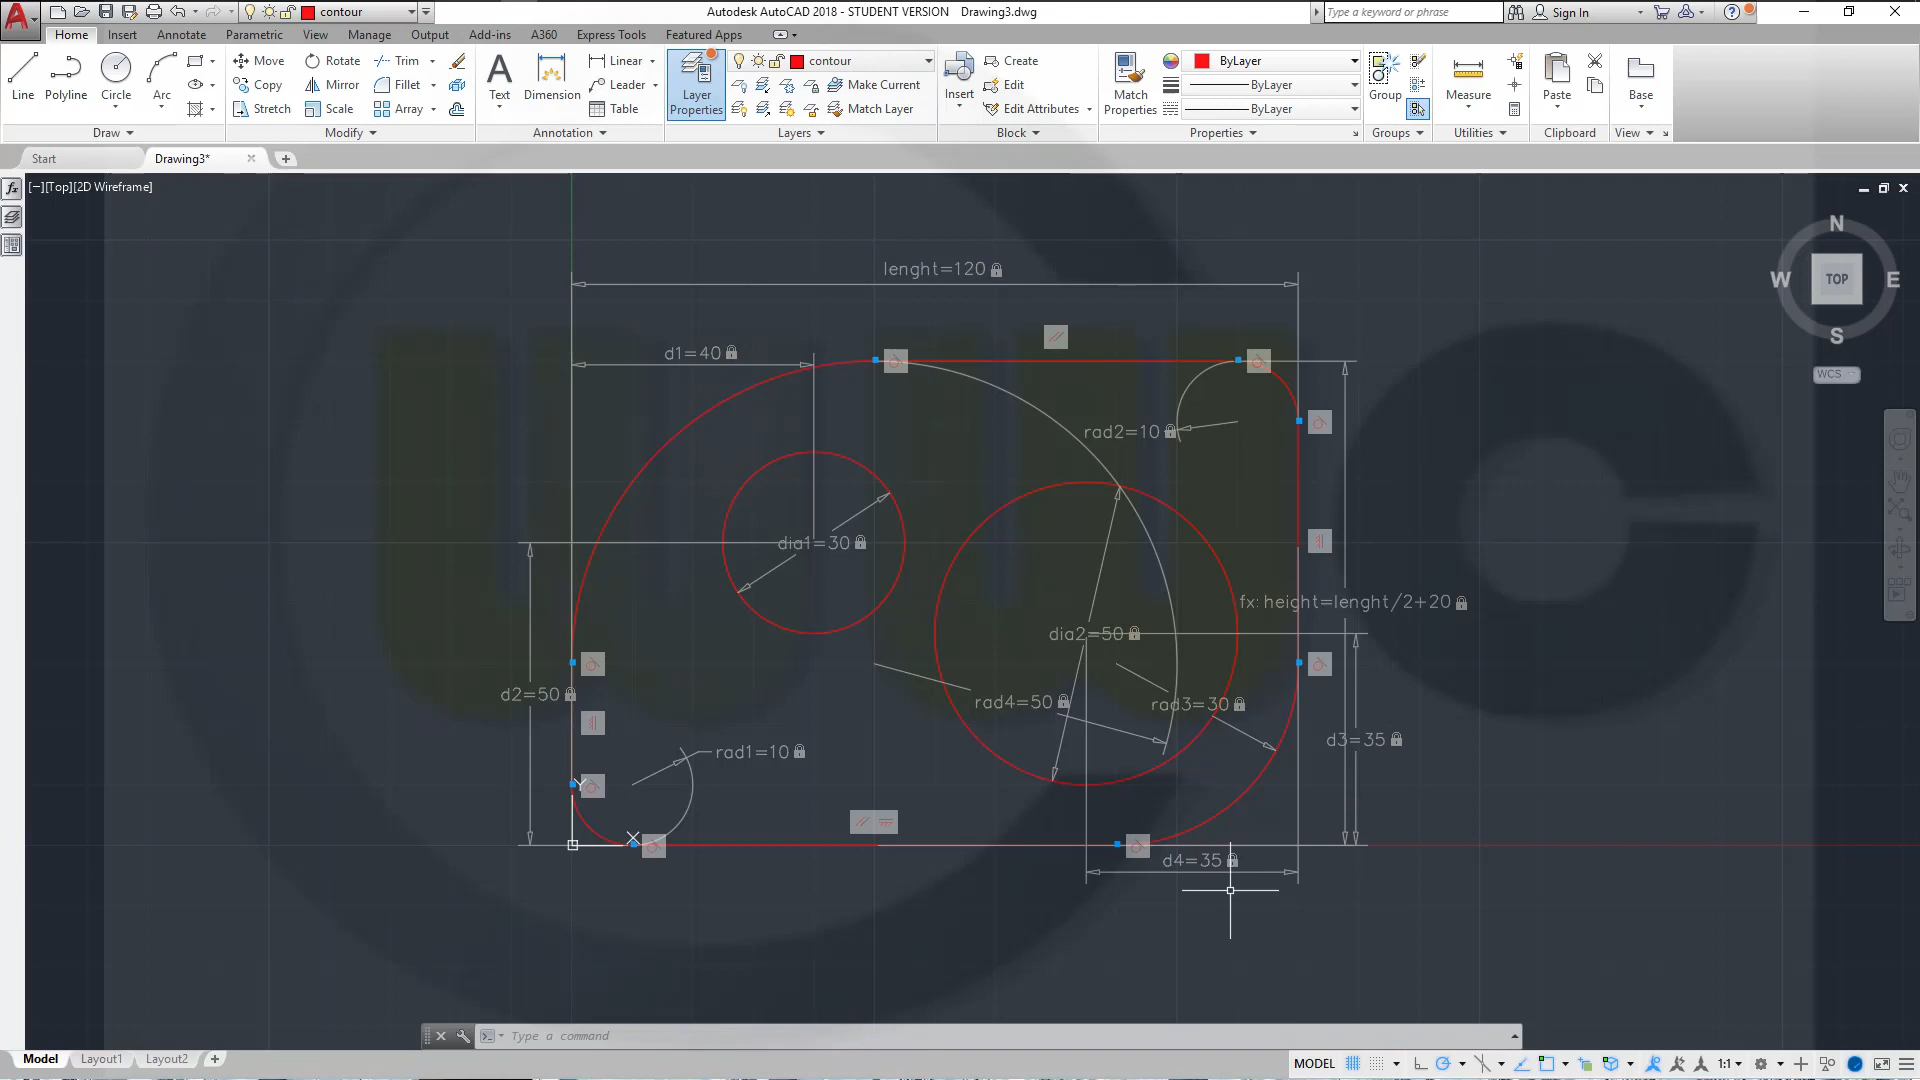 Autodesk AutoCAD 2018 - STUDENT VERSION Drawing3.dwg
contour
Type a keyword or phrase
Sign In
Home Insert Annotate Parametric View Manage Output Add-ins A360 Express Tools Featured Apps
Line Polyline Circle Arc
Move Rotate Trim
Copy Mirror Fillet
Stretch Scale Array
Text Dimension
Linear
Leader
Table
Layer Properties
contour
Make Current
Match Layer
Insert
Create
Edit
Edit Attributes
Match Properties
ByLayer
ByLayer
ByLayer
Group
Measure
Paste
Base
Draw Modify Annotation Layers Block Properties Groups Utilities Clipboard View
Start Drawing3*
[−][Top][2D Wireframe]
N
W TOP E
S
WCS
lenght=120
d1=40
rad2=10
dia1=30
fx: height=lenght/2+20
dia2=50
d2=50
rad4=50
rad3=30
d3=35
rad1=10
Y
X
d4=35
Type a command
Model Layout1 Layout2
MODEL
1:1